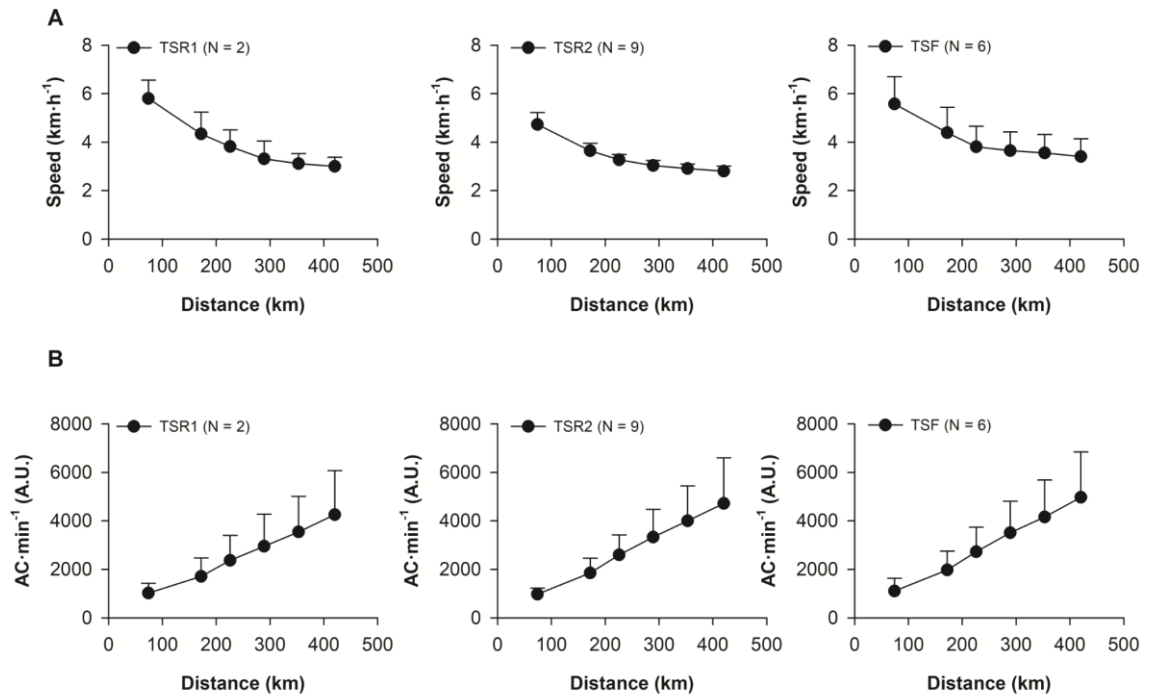 A
TSR1 (N = 2)
8
6
4
2
0
Speed (km·h⁻¹)
0 100 200 300 400 500
Distance (km)
TSR2 (N = 9)
8
6
4
2
0
Speed (km·h⁻¹)
0 100 200 300 400 500
Distance (km)
TSF (N = 6)
8
6
4
2
0
Speed (km·h⁻¹)
0 100 200 300 400 500
Distance (km)
B
TSR1 (N = 2)
8000
6000
4000
2000
0
AC·min⁻¹ (A.U.)
0 100 200 300 400 500
Distance (km)
TSR2 (N = 9)
8000
6000
4000
2000
0
AC·min⁻¹ (A.U.)
0 100 200 300 400 500
Distance (km)
TSF (N = 6)
8000
6000
4000
2000
0
AC·min⁻¹ (A.U.)
0 100 200 300 400 500
Distance (km)